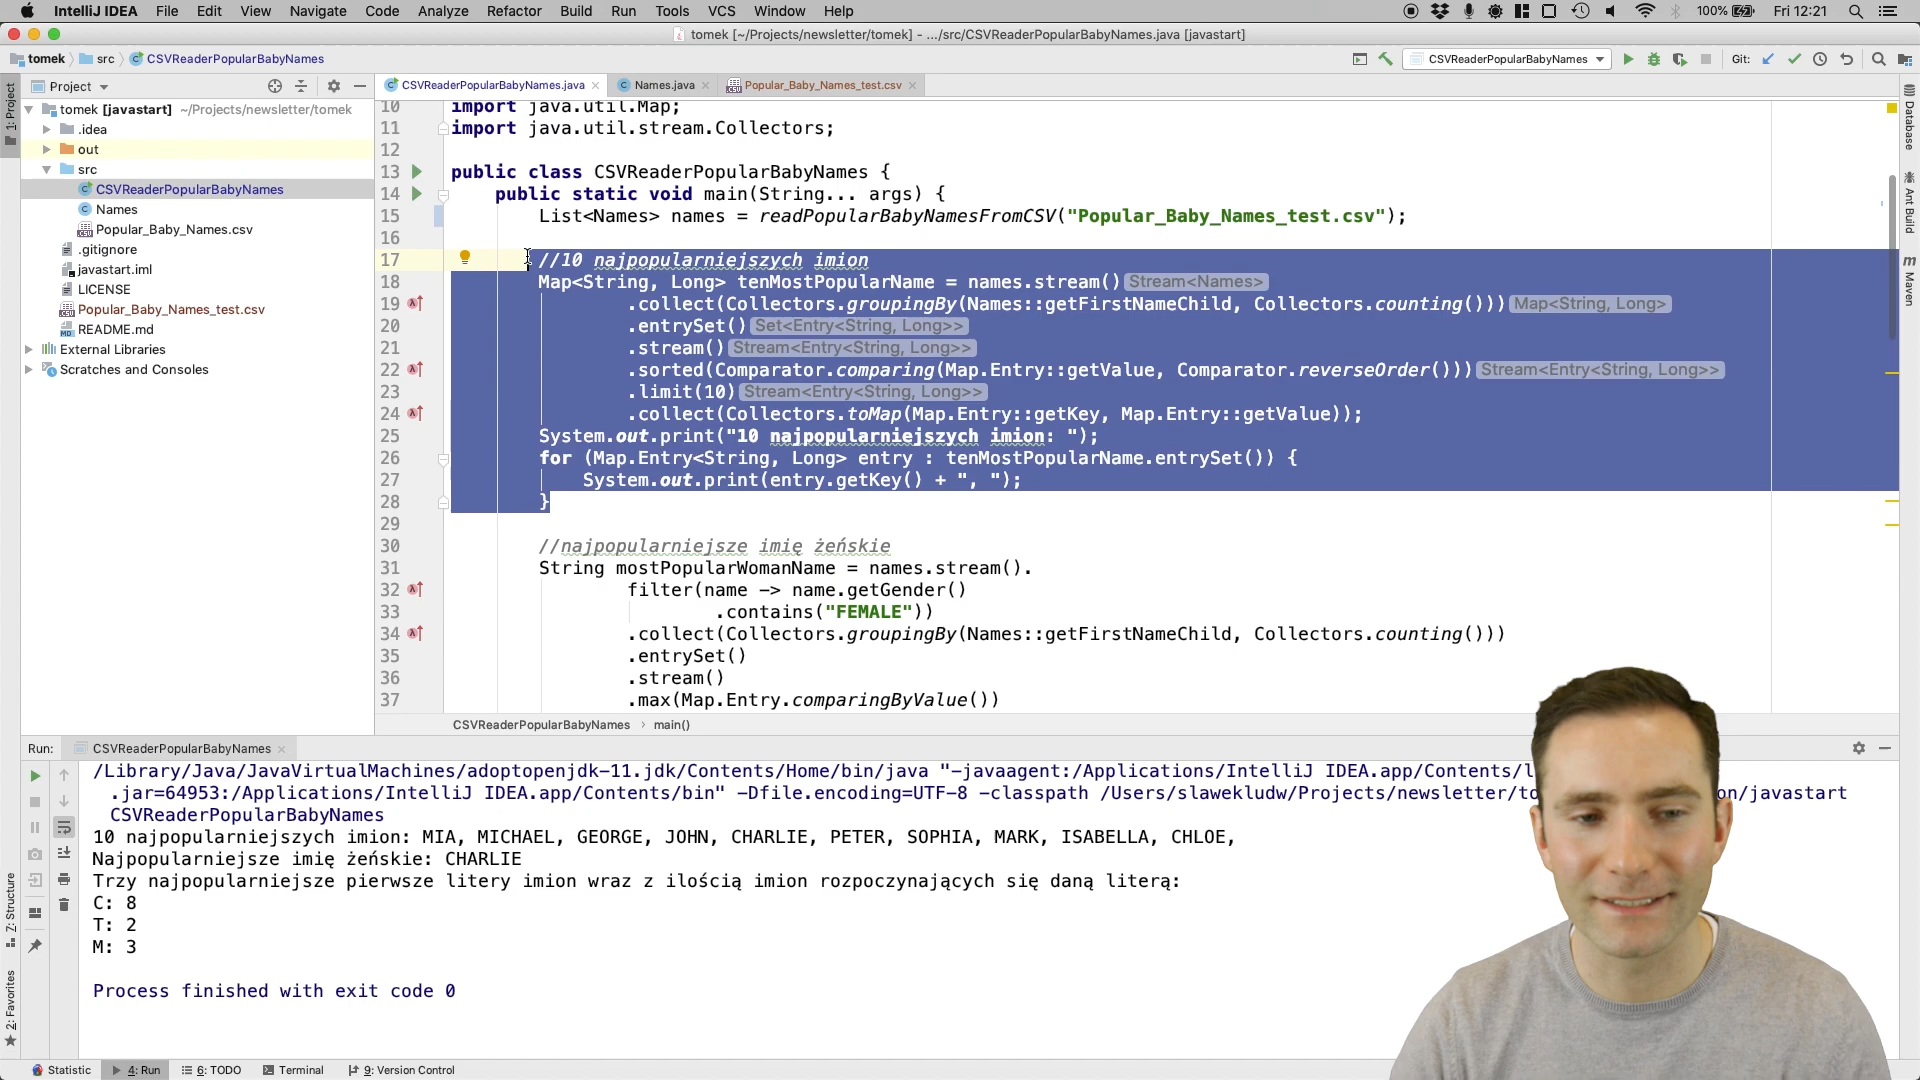 IntelliJ IDEA File Edit View Navigate Code Analyze Refactor Build Run Tools VCS Window Help 100% Fri 12:21
tomek [~/Projects/newsletter/tomek] - .../src/CSVReaderPopularBabyNames.java [javastart]
tomek src CSVReaderPopularBabyNames CSVReaderPopularBabyNames Git:
Project CSVReaderPopularBabyNames.java Names.java Popular_Baby_Names_test.csv
1: Project
tomek [javastart] ~/Projects/newsletter/tomek
.idea
out
src
CSVReaderPopularBabyNames
Names
Popular_Baby_Names.csv
.gitignore
javastart.iml
LICENSE
Popular_Baby_Names_test.csv
README.md
External Libraries
Scratches and Consoles
10 import java.util.Map;
11 import java.util.stream.Collectors;
12
13 public class CSVReaderPopularBabyNames {
14 public static void main(String... args) {
15 List<Names> names = readPopularBabyNamesFromCSV("Popular_Baby_Names_test.csv");
16
17 //10 najpopularniejszych imion
18 Map<String, Long> tenMostPopularName = names.stream() Stream<Names>
19 .collect(Collectors.groupingBy(Names::getFirstNameChild, Collectors.counting())) Map<String, Long>
20 .entrySet() Set<Entry<String, Long>>
21 .stream() Stream<Entry<String, Long>>
22 .sorted(Comparator.comparing(Map.Entry::getValue, Comparator.reverseOrder())) Stream<Entry<String, Long>>
23 .limit(10) Stream<Entry<String, Long>>
24 .collect(Collectors.toMap(Map.Entry::getKey, Map.Entry::getValue));
25 System.out.print("10 najpopularniejszych imion: ");
26 for (Map.Entry<String, Long> entry : tenMostPopularName.entrySet()) {
27 System.out.print(entry.getKey() + ", ");
28 }
29
30 //najpopularniejsze imię żeńskie
31 String mostPopularWomanName = names.stream().
32 filter(name -> name.getGender()
33 .contains("FEMALE"))
34 .collect(Collectors.groupingBy(Names::getFirstNameChild, Collectors.counting()))
35 .entrySet()
36 .stream()
37 .max(Map.Entry.comparingByValue())
CSVReaderPopularBabyNames › main()
Database
Ant Build
Maven
Run: CSVReaderPopularBabyNames
/Library/Java/JavaVirtualMachines/adoptopenjdk-11.jdk/Contents/Home/bin/java "-javaagent:/Applications/IntelliJ IDEA.app/Contents/
.jar=64953:/Applications/IntelliJ IDEA.app/Contents/bin" -Dfile.encoding=UTF-8 -classpath /Users/slawekludw/Projects/newsletter/ on/javastart
CSVReaderPopularBabyNames
10 najpopularniejszych imion: MIA, MICHAEL, GEORGE, JOHN, CHARLIE, PETER, SOPHIA, MARK, ISABELLA, CHLOE,
Najpopularniejsze imię żeńskie: CHARLIE
Trzy najpopularniejsze pierwsze litery imion wraz z ilością imion rozpoczynających się daną literą:
C: 8
T: 2
M: 3
Process finished with exit code 0
Z: Structure
2: Favorites
Statistic 4: Run 6: TODO Terminal 9: Version Control